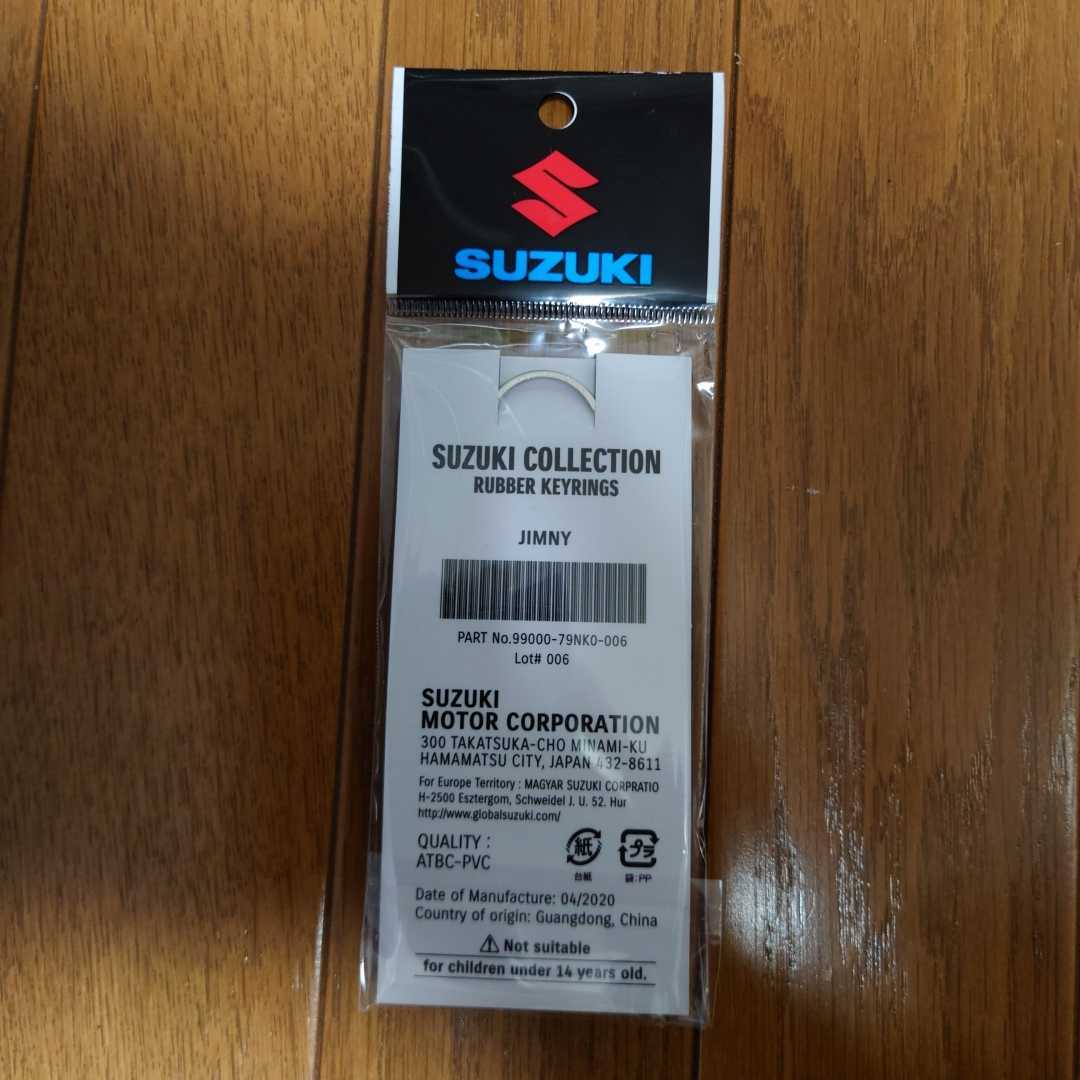 SUZUKI
SUZUKI COLLECTION
RUBBER KEYRINGS
JIMNY
PART No.99000-79NK0-006
Lot# 006
SUZUKI
MOTOR CORPORATION
300 TAKATSUKA-CHO MINAMI-KU
HAMAMATSU CITY, JAPAN 432-8611
For Europe Territory : MAGYAR SUZUKI CORPRATIO
H-2500 Esztergom, Schweidel J. U. 52. Hur
http://www.globalsuzuki.com/
QUALITY :
ATBC-PVC
紙
台紙
プラ
袋:PP
Date of Manufacture: 04/2020
Country of origin: Guangdong, China
Not suitable
for children under 14 years old.